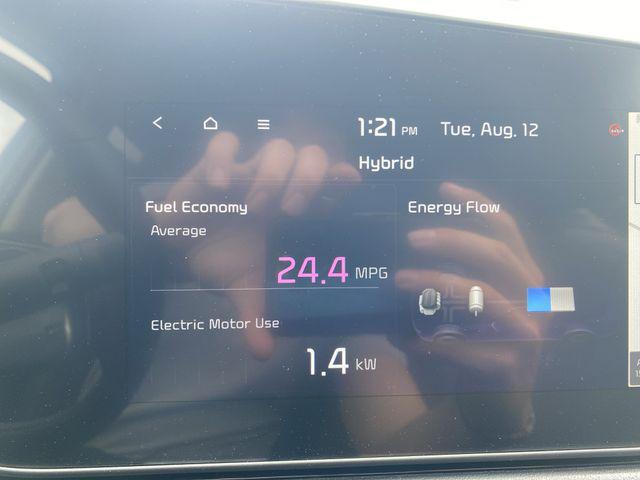 1:21 PM Tue, Aug. 12
Hybrid
Fuel Economy
Average
24.4 MPG
Electric Motor Use
1.4 kW
Energy Flow